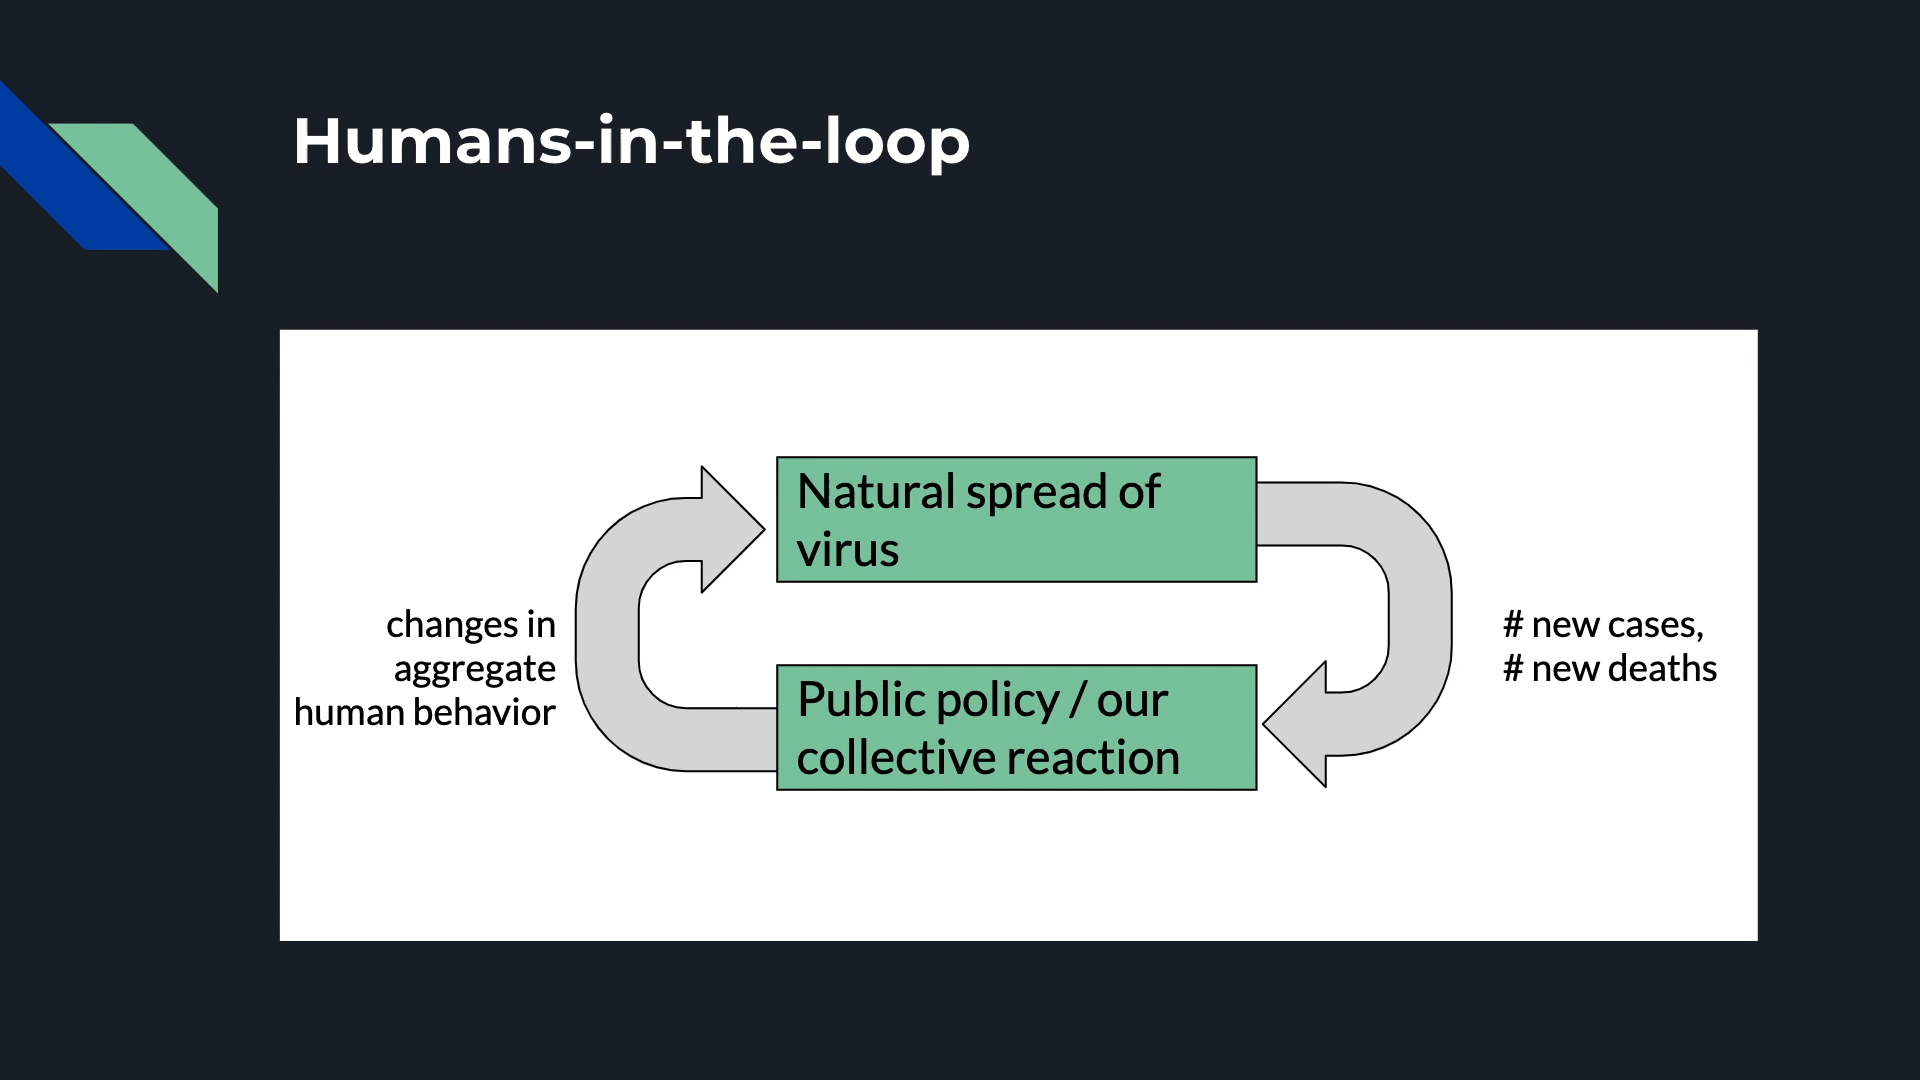 Humans-in-the-loop
Natural spread of
virus
changes in
aggregate
human behavior
# new cases,
# new deaths
Public policy / our
collective reaction